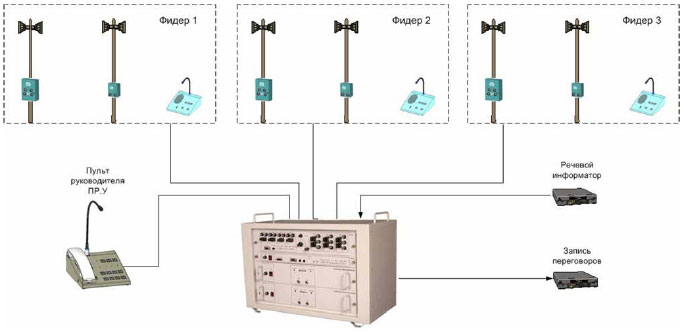 Фидер 1
Фидер 2
Фидер 3
Пульт
руководителя
ПР.У
Речевой
информатор
Запись
переговоров